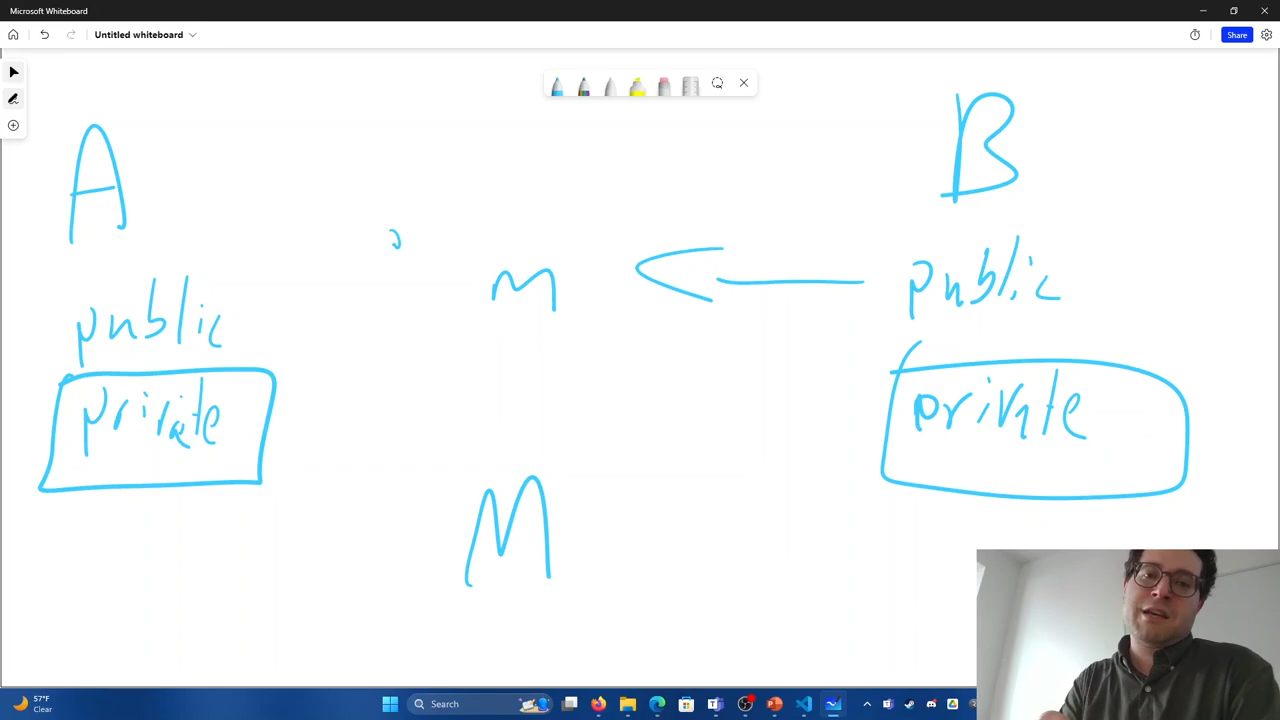 Microsoft Whiteboard
Untitled whiteboard
Share
A
B
public
m
public
private
private
M
57°F
Clear
Search